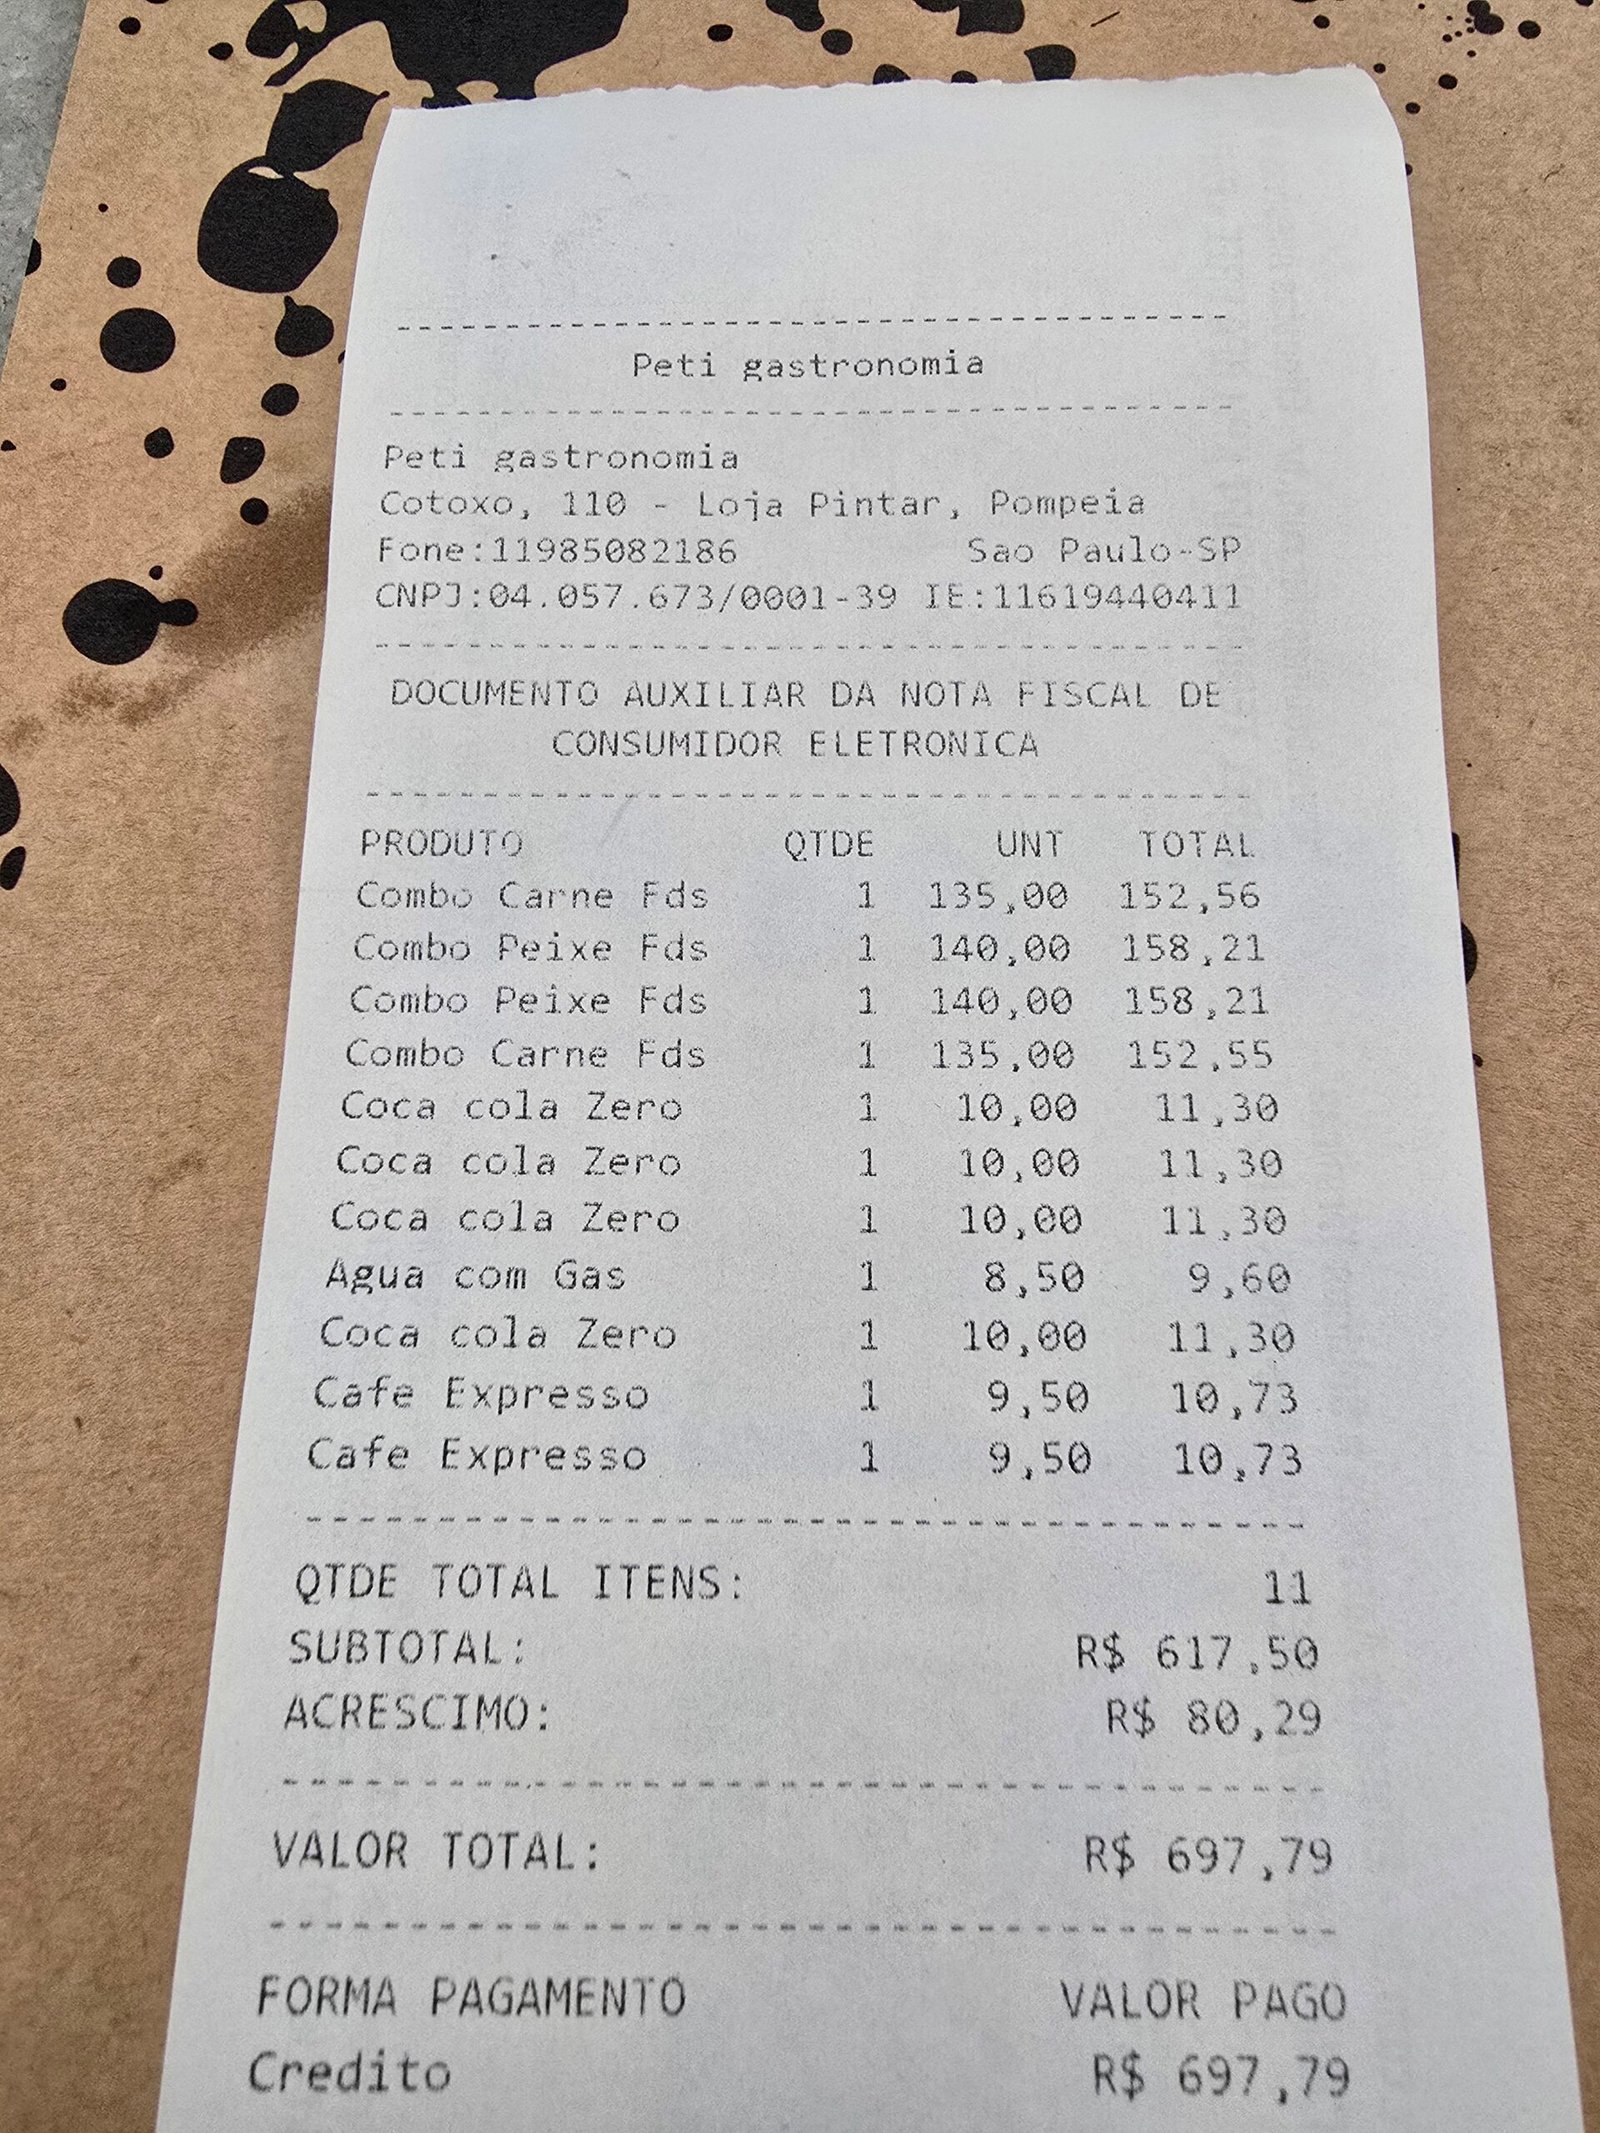 Peti gastronomia
Peti gastronomia
Cotoxo, 110 - Loja Pintar, Pompeia
Fone:11985082186 Sao Paulo-SP
CNPJ:04.057.673/0001-39 IE:11619440411
DOCUMENTO AUXILIAR DA NOTA FISCAL DE
CONSUMIDOR ELETRONICA
PRODUTO QTDE UNT TOTAL
Combo Carne Fds 1 135,00 152,56
Combo Peixe Fds 1 140,00 158,21
Combo Peixe Fds 1 140,00 158,21
Combo Carne Fds 1 135,00 152,55
Coca cola Zero 1 10,00 11,30
Coca cola Zero 1 10,00 11,30
Coca cola Zero 1 10,00 11,30
Agua com Gas 1 8,50 9,60
Coca cola Zero 1 10,00 11,30
Cafe Expresso 1 9,50 10,73
Cafe Expresso 1 9,50 10,73
QTDE TOTAL ITENS: 11
SUBTOTAL: R$ 617,50
ACRESCIMO: R$ 80,29
VALOR TOTAL: R$ 697,79
FORMA PAGAMENTO VALOR PAGO
Credito R$ 697,79